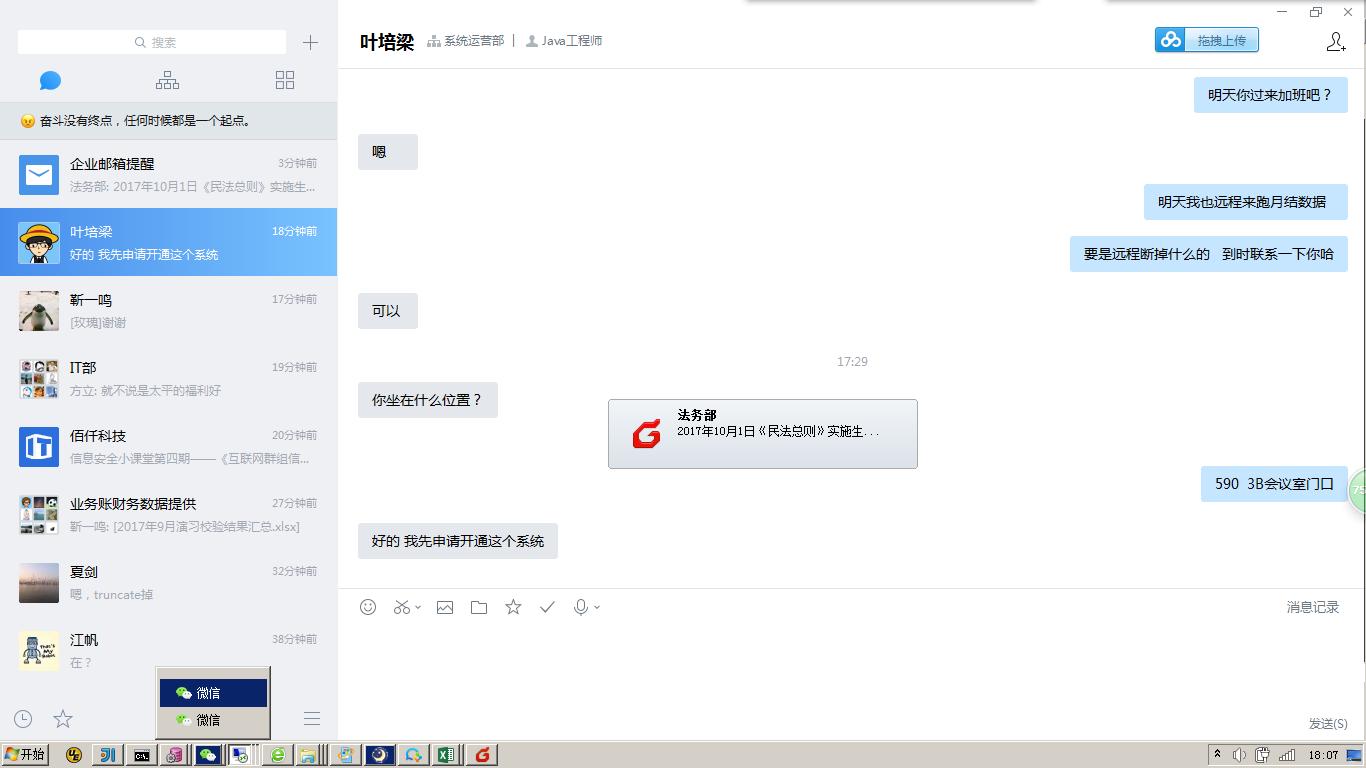 搜索
奋斗没有终点，任何时候都是一个起点。
企业邮箱提醒
3分钟前
法务部: 2017年10月1日《民法总则》实施生...
叶培梁
18分钟前
好的 我先申请开通这个系统
靳一鸣
17分钟前
[玫瑰]谢谢
IT部
19分钟前
方立: 就不说是太平的福利好
佰仟科技
20分钟前
信息安全小课堂第四期——《互联网群组信...
业务账财务数据提供
27分钟前
靳一鸣: [2017年9月演习校验结果汇总.xlsx]
夏剑
32分钟前
嗯，truncate掉
江帆
38分钟前
在？
微信
微信
叶培梁
系统运营部
Java工程师
拖拽上传
明天你过来加班吧？
嗯
明天我也远程来跑月结数据
要是远程断掉什么的 到时联系一下你哈
可以
17:29
你坐在什么位置？
法务部
2017年10月1日《民法总则》实施生...
590 3B会议室门口
75
好的 我先申请开通这个系统
消息记录
发送(S)
开始
18:07